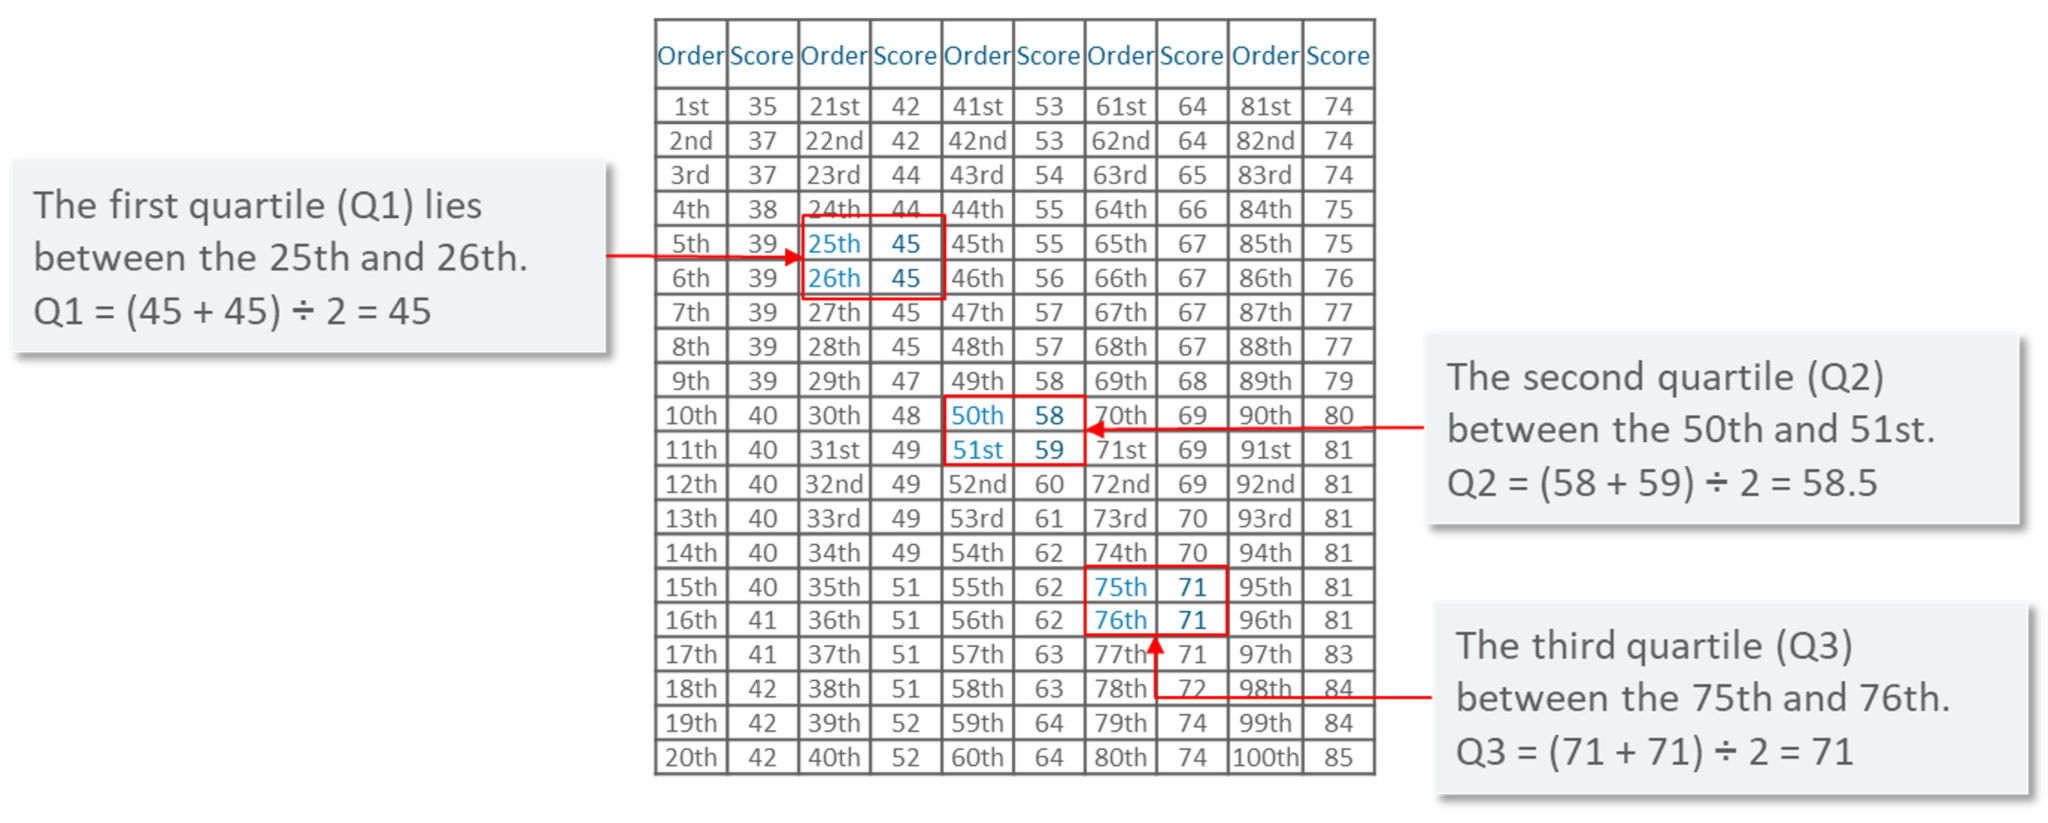 Order Score Order Score Order Score Order Score Order Score
1st 35 21st 42 41st 53 61st 64 81st 74
2nd 37 22nd 42 42nd 53 62nd 64 82nd 74
3rd 37 23rd 44 43rd 54 63rd 65 83rd 74
4th 38 24th 44 44th 55 64th 66 84th 75
5th 39 25th 45 45th 55 65th 67 85th 75
6th 39 26th 45 46th 56 66th 67 86th 76
7th 39 27th 45 47th 57 67th 67 87th 77
8th 39 28th 45 48th 57 68th 67 88th 77
9th 39 29th 47 49th 58 69th 68 89th 79
10th 40 30th 48 50th 58 70th 69 90th 80
11th 40 31st 49 51st 59 71st 69 91st 81
12th 40 32nd 49 52nd 60 72nd 69 92nd 81
13th 40 33rd 49 53rd 61 73rd 70 93rd 81
14th 40 34th 49 54th 62 74th 70 94th 81
15th 40 35th 51 55th 62 75th 71 95th 81
16th 41 36th 51 56th 62 76th 71 96th 81
17th 41 37th 51 57th 63 77th 71 97th 83
18th 42 38th 51 58th 63 78th 72 98th 84
19th 42 39th 52 59th 64 79th 74 99th 84
20th 42 40th 52 60th 64 80th 74 100th 85
The first quartile (Q1) lies
between the 25th and 26th.
Q1 = (45 + 45) ÷ 2 = 45
The second quartile (Q2)
between the 50th and 51st.
Q2 = (58 + 59) ÷ 2 = 58.5
The third quartile (Q3)
between the 75th and 76th.
Q3 = (71 + 71) ÷ 2 = 71